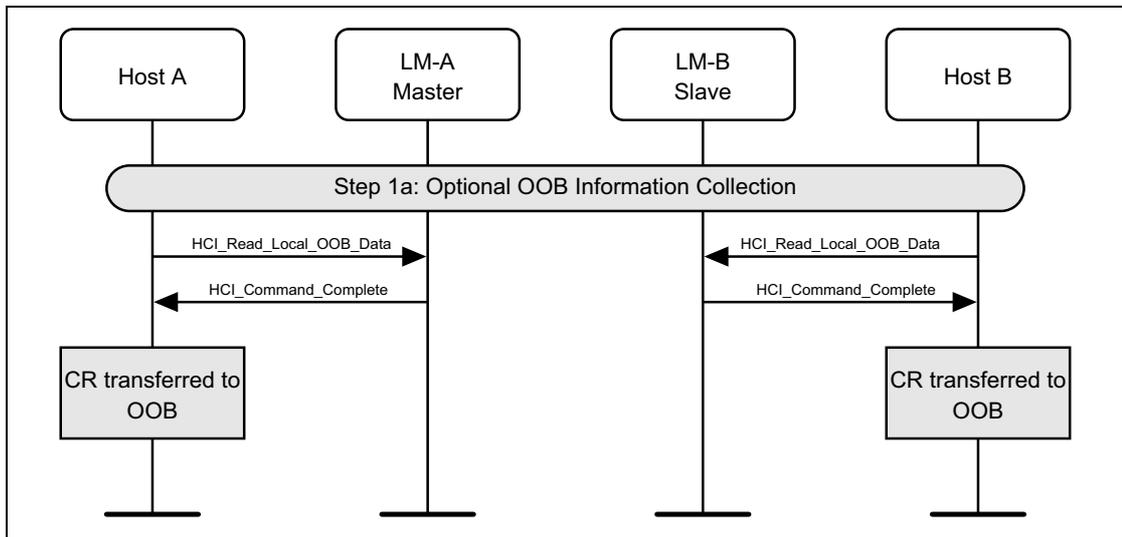 Host A
LM-A
Master
LM-B
Slave
Host B
Step 1a: Optional OOB Information Collection
HCI_Read_Local_OOB_Data
HCI_Read_Local_OOB_Data
HCI_Command_Complete
HCI_Command_Complete
CR transferred to
OOB
CR transferred to
OOB